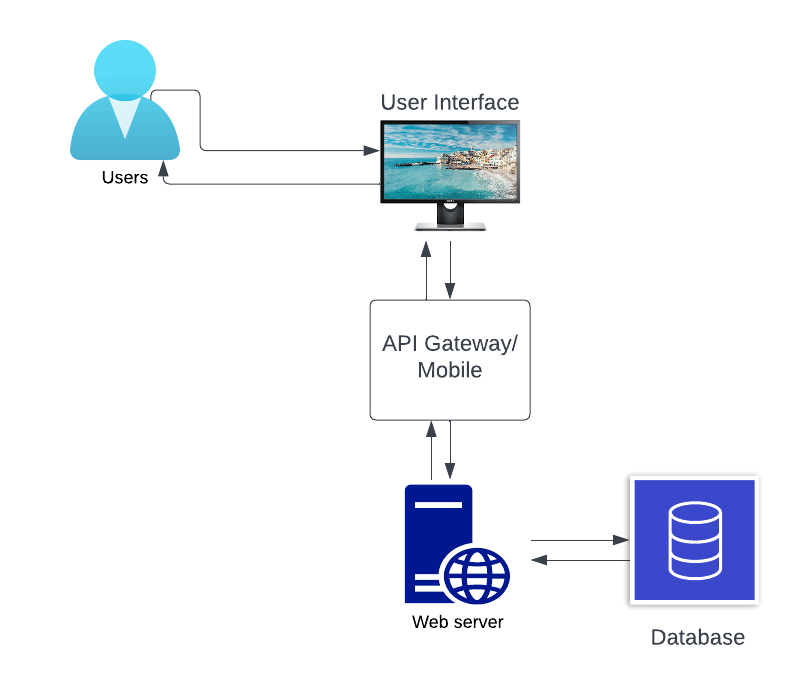 User Interface
Users
API Gateway/
Mobile
Web server
Database